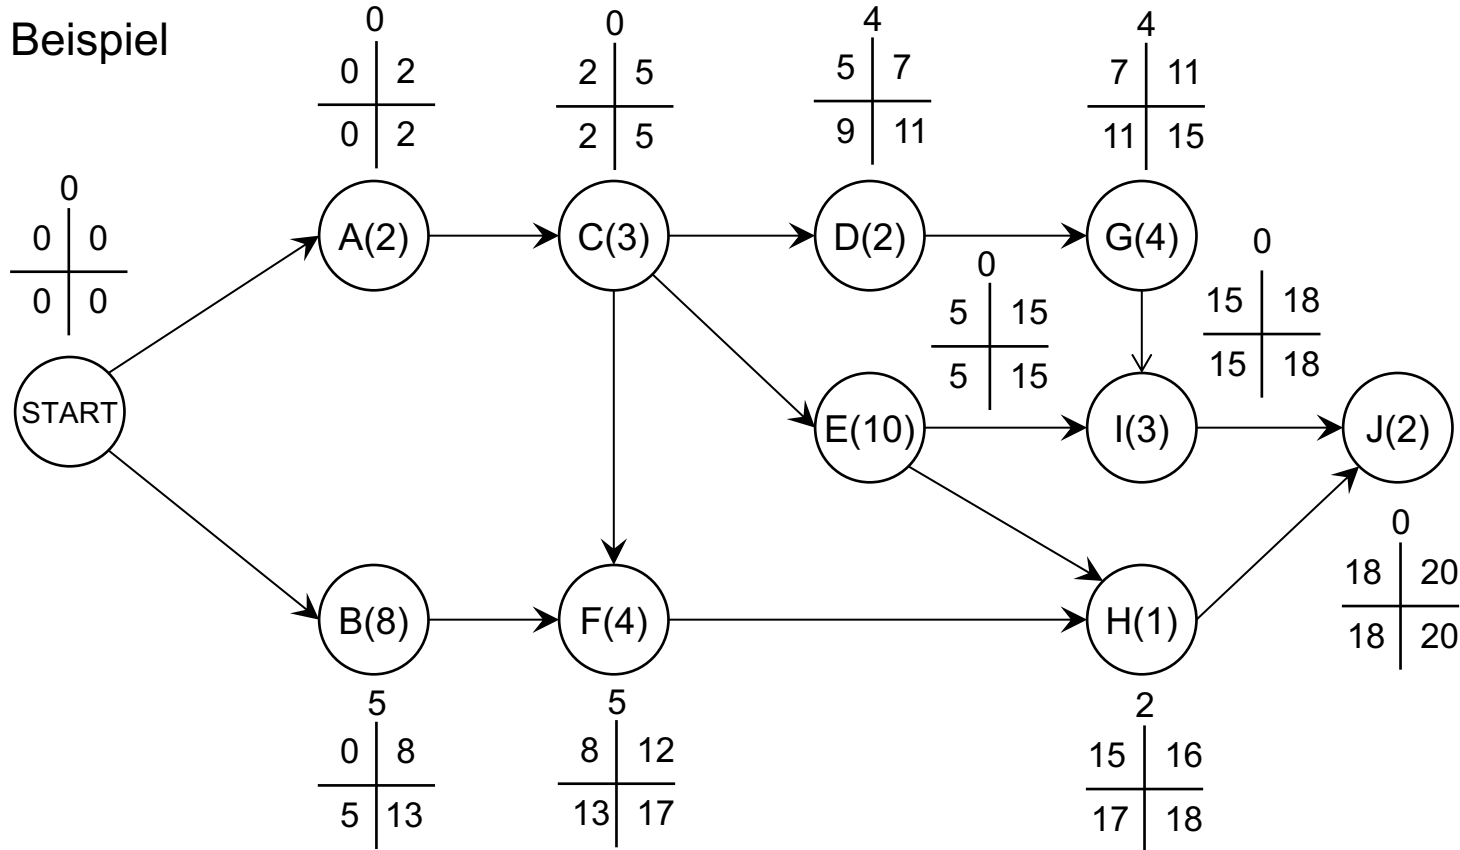 Beispiel
0
0 2
0 2
0
2 5
2 5
4
5 7
9 11
4
7 11
11 15
0
0 0
0 0
A(2)
C(3)
D(2)
G(4)
0
5 15
5 15
0
15 18
15 18
START
E(10)
I(3)
J(2)
0
18 20
18 20
B(8)
F(4)
H(1)
5
0 8
5 13
5
8 12
13 17
2
15 16
17 18